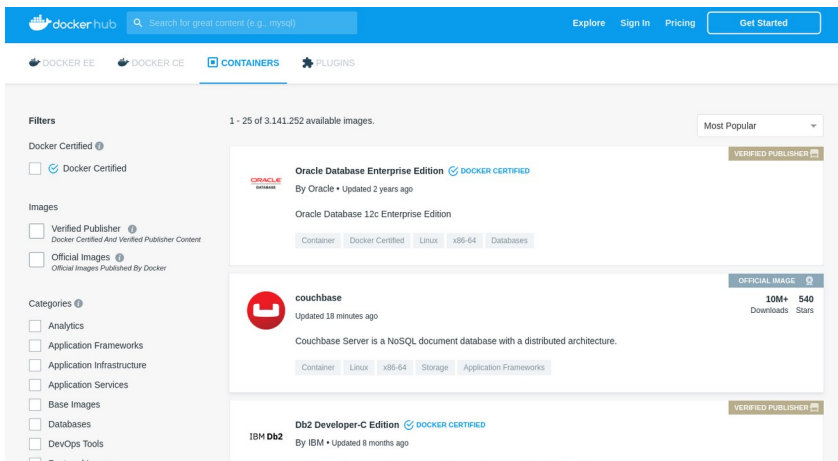 docker hub
Search for great content (e.g., mysql)
Explore Sign In Pricing Get Started
DOCKER EE DOCKER CE CONTAINERS PLUGINS
Filters
Docker Certified
Docker Certified
Images
Verified Publisher
Docker Certified And Verified Publisher Content
Official Images
Official Images Published By Docker
Categories
Analytics
Application Frameworks
Application Infrastructure
Application Services
Base Images
Databases
DevOps Tools
1 - 25 of 3.141.252 available images.
Most Popular
VERIFIED PUBLISHER
ORACLE
DATABASE
Oracle Database Enterprise Edition DOCKER CERTIFIED
By Oracle • Updated 2 years ago
Oracle Database 12c Enterprise Edition
Container Docker Certified Linux x86-64 Databases
OFFICIAL IMAGE
couchbase
10M+ 540
Downloads Stars
Updated 18 minutes ago
Couchbase Server is a NoSQL document database with a distributed architecture.
Container Linux x86-64 Storage Application Frameworks
VERIFIED PUBLISHER
IBM Db2
Db2 Developer-C Edition DOCKER CERTIFIED
By IBM • Updated 8 months ago